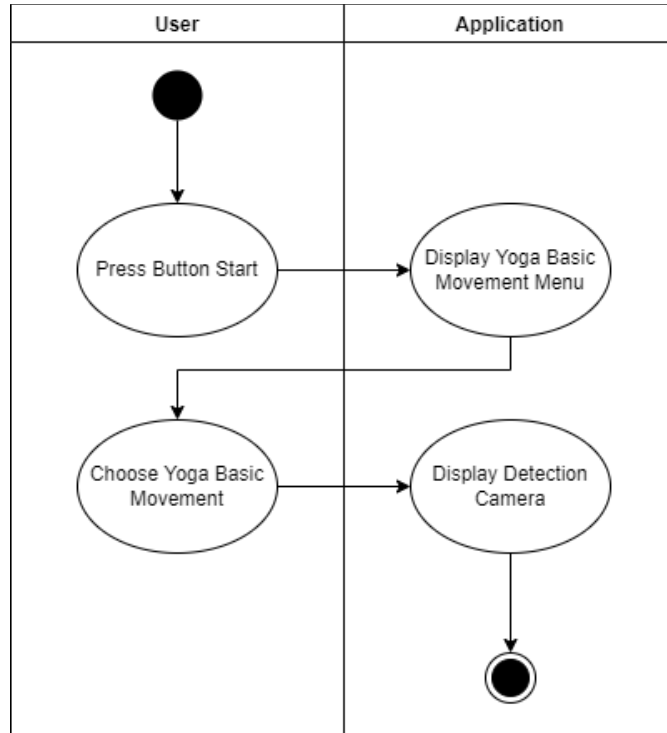 User
Application
Press Button Start
Display Yoga Basic
Movement Menu
Choose Yoga Basic
Movement
Display Detection
Camera